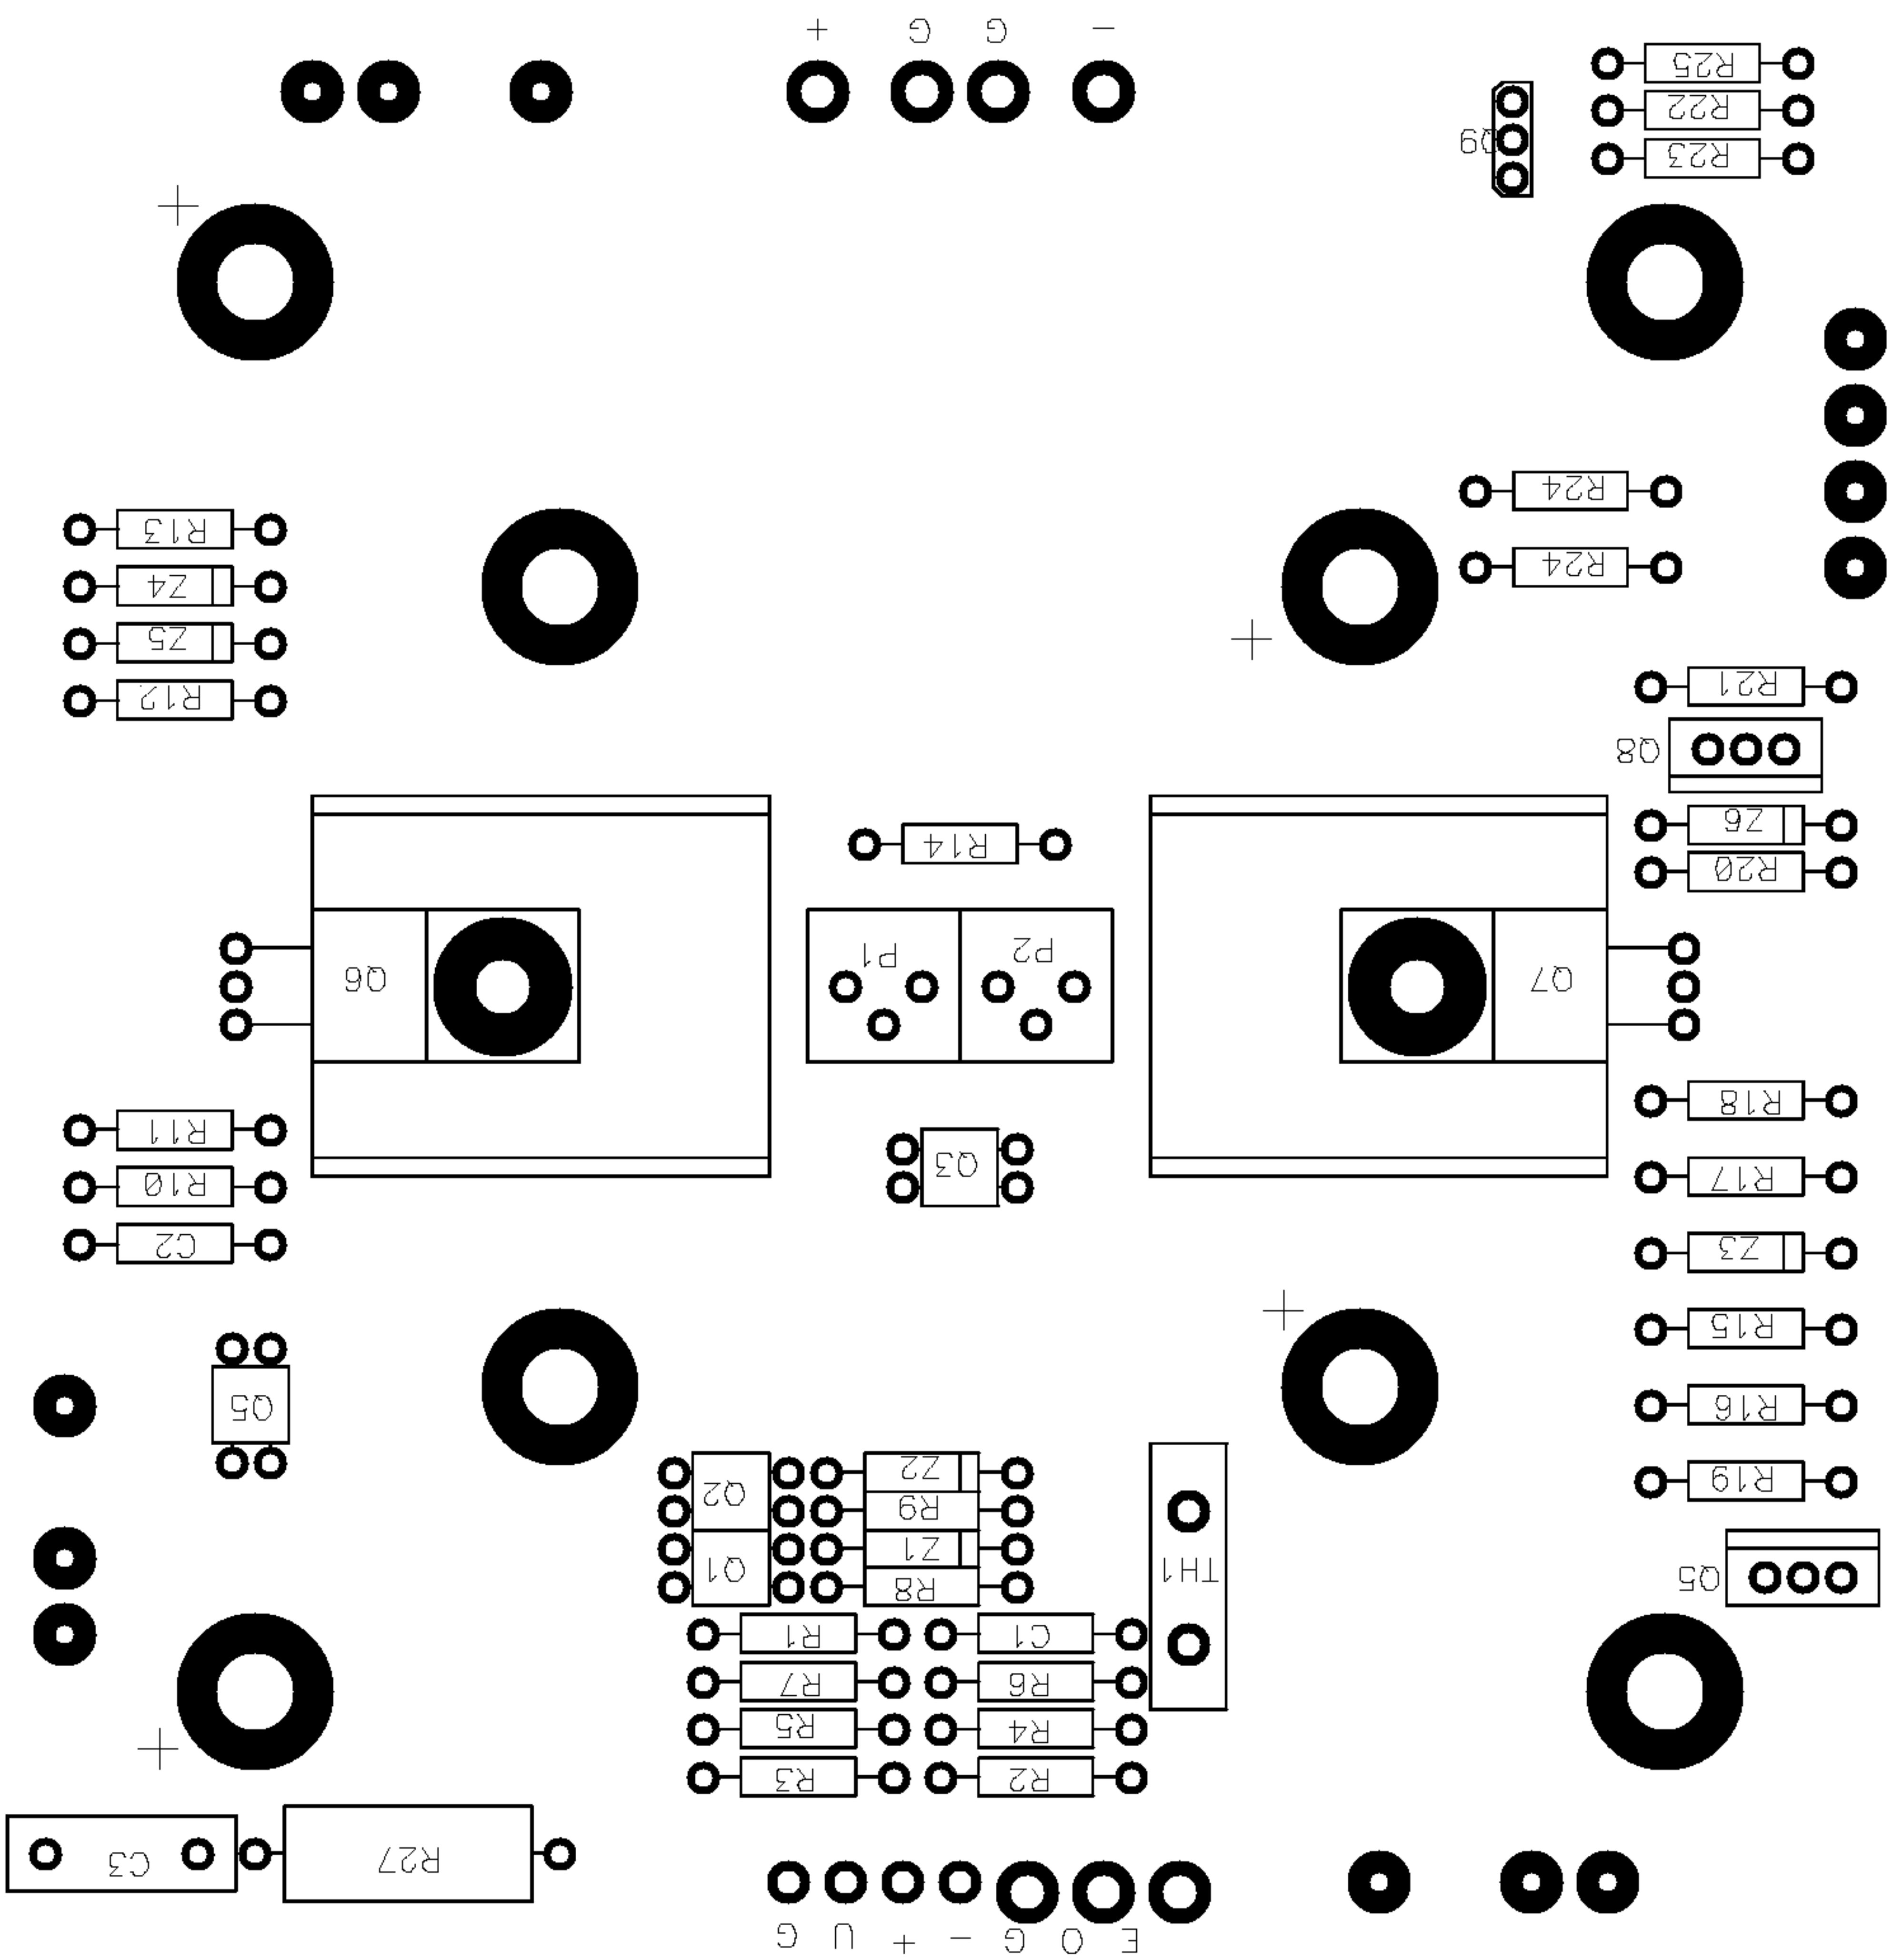 + G G -
R25
R22
Q9
R23
+
R24
R13
R24
Z4
+
Z5
R21
R12
Q8
Z6
R14
R20
P1
P2
Q6
Q7
R18
R11
Q3
R17
R10
C2
Z3
+
R15
Q5
R16
Z2
R19
Q2
R9
Z1
Q1
TH1
Q5
R8
R1
C1
R7
R6
R5
R4
+
R3
R2
C3
R27
G U + - G O E